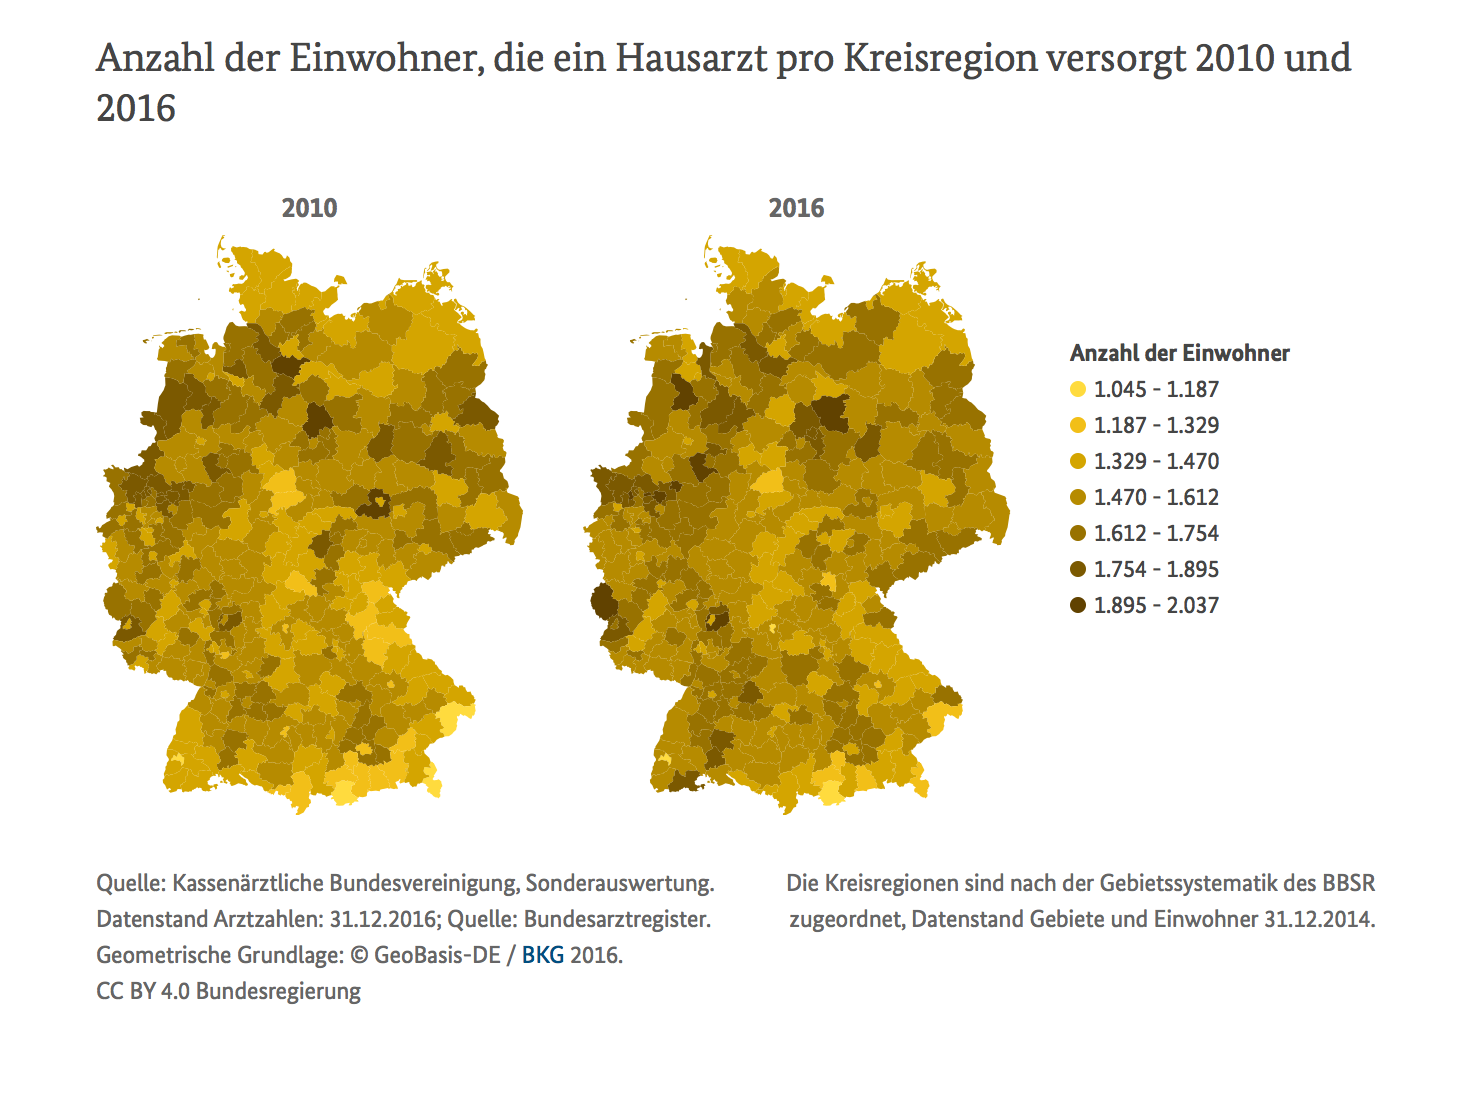 Anzahl der Einwohner, die ein Hausarzt pro Kreisregion versorgt 2010 und
2016
2010
2016
Anzahl der Einwohner
1.045 - 1.187
1.187 - 1.329
1.329 - 1.470
1.470 - 1.612
1.612 - 1.754
1.754 - 1.895
1.895 - 2.037
Quelle: Kassenärztliche Bundesvereinigung, Sonderauswertung.
Datenstand Arztzahlen: 31.12.2016; Quelle: Bundesarztregister.
Geometrische Grundlage: © GeoBasis-DE / BKG 2016.
CC BY 4.0 Bundesregierung
Die Kreisregionen sind nach der Gebietssystematik des BBSR
zugeordnet, Datenstand Gebiete und Einwohner 31.12.2014.